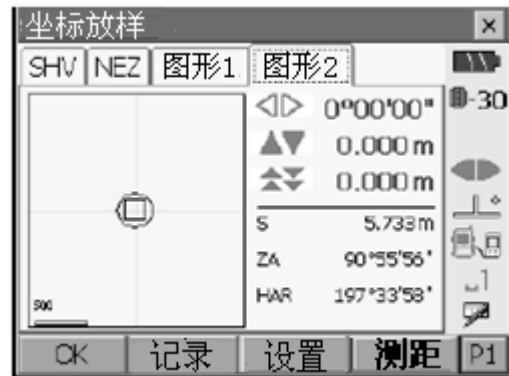 坐标放样 ×
SHV NEZ 图形1 图形2
0°00'00"
-30
0.000 m
0.000 m
S 5.733m
ZA 90°55'56"
HAR 197°33'58"
500
OK 记录 设置 测距 P1